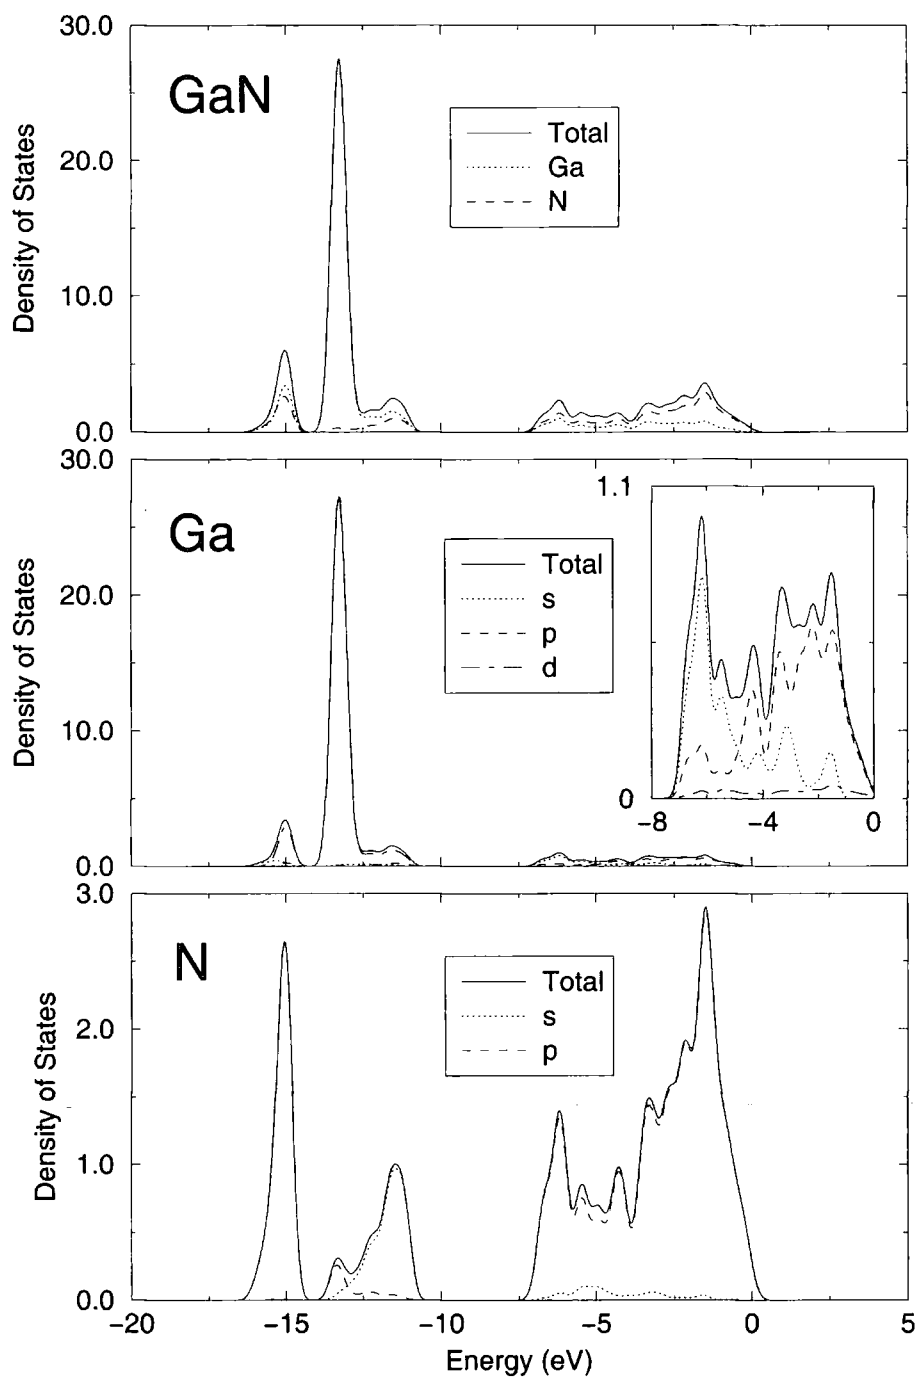 30.0
GaN
Total
Ga
N
20.0
10.0
0.0
Density of States
30.0
Ga
Total
s
p
d
20.0
10.0
0.0
Density of States
1.1
0
−8
−4
0
3.0
N
Total
s
p
2.0
1.0
0.0
Density of States
−20
−15
−10
−5
0
5
Energy (eV)